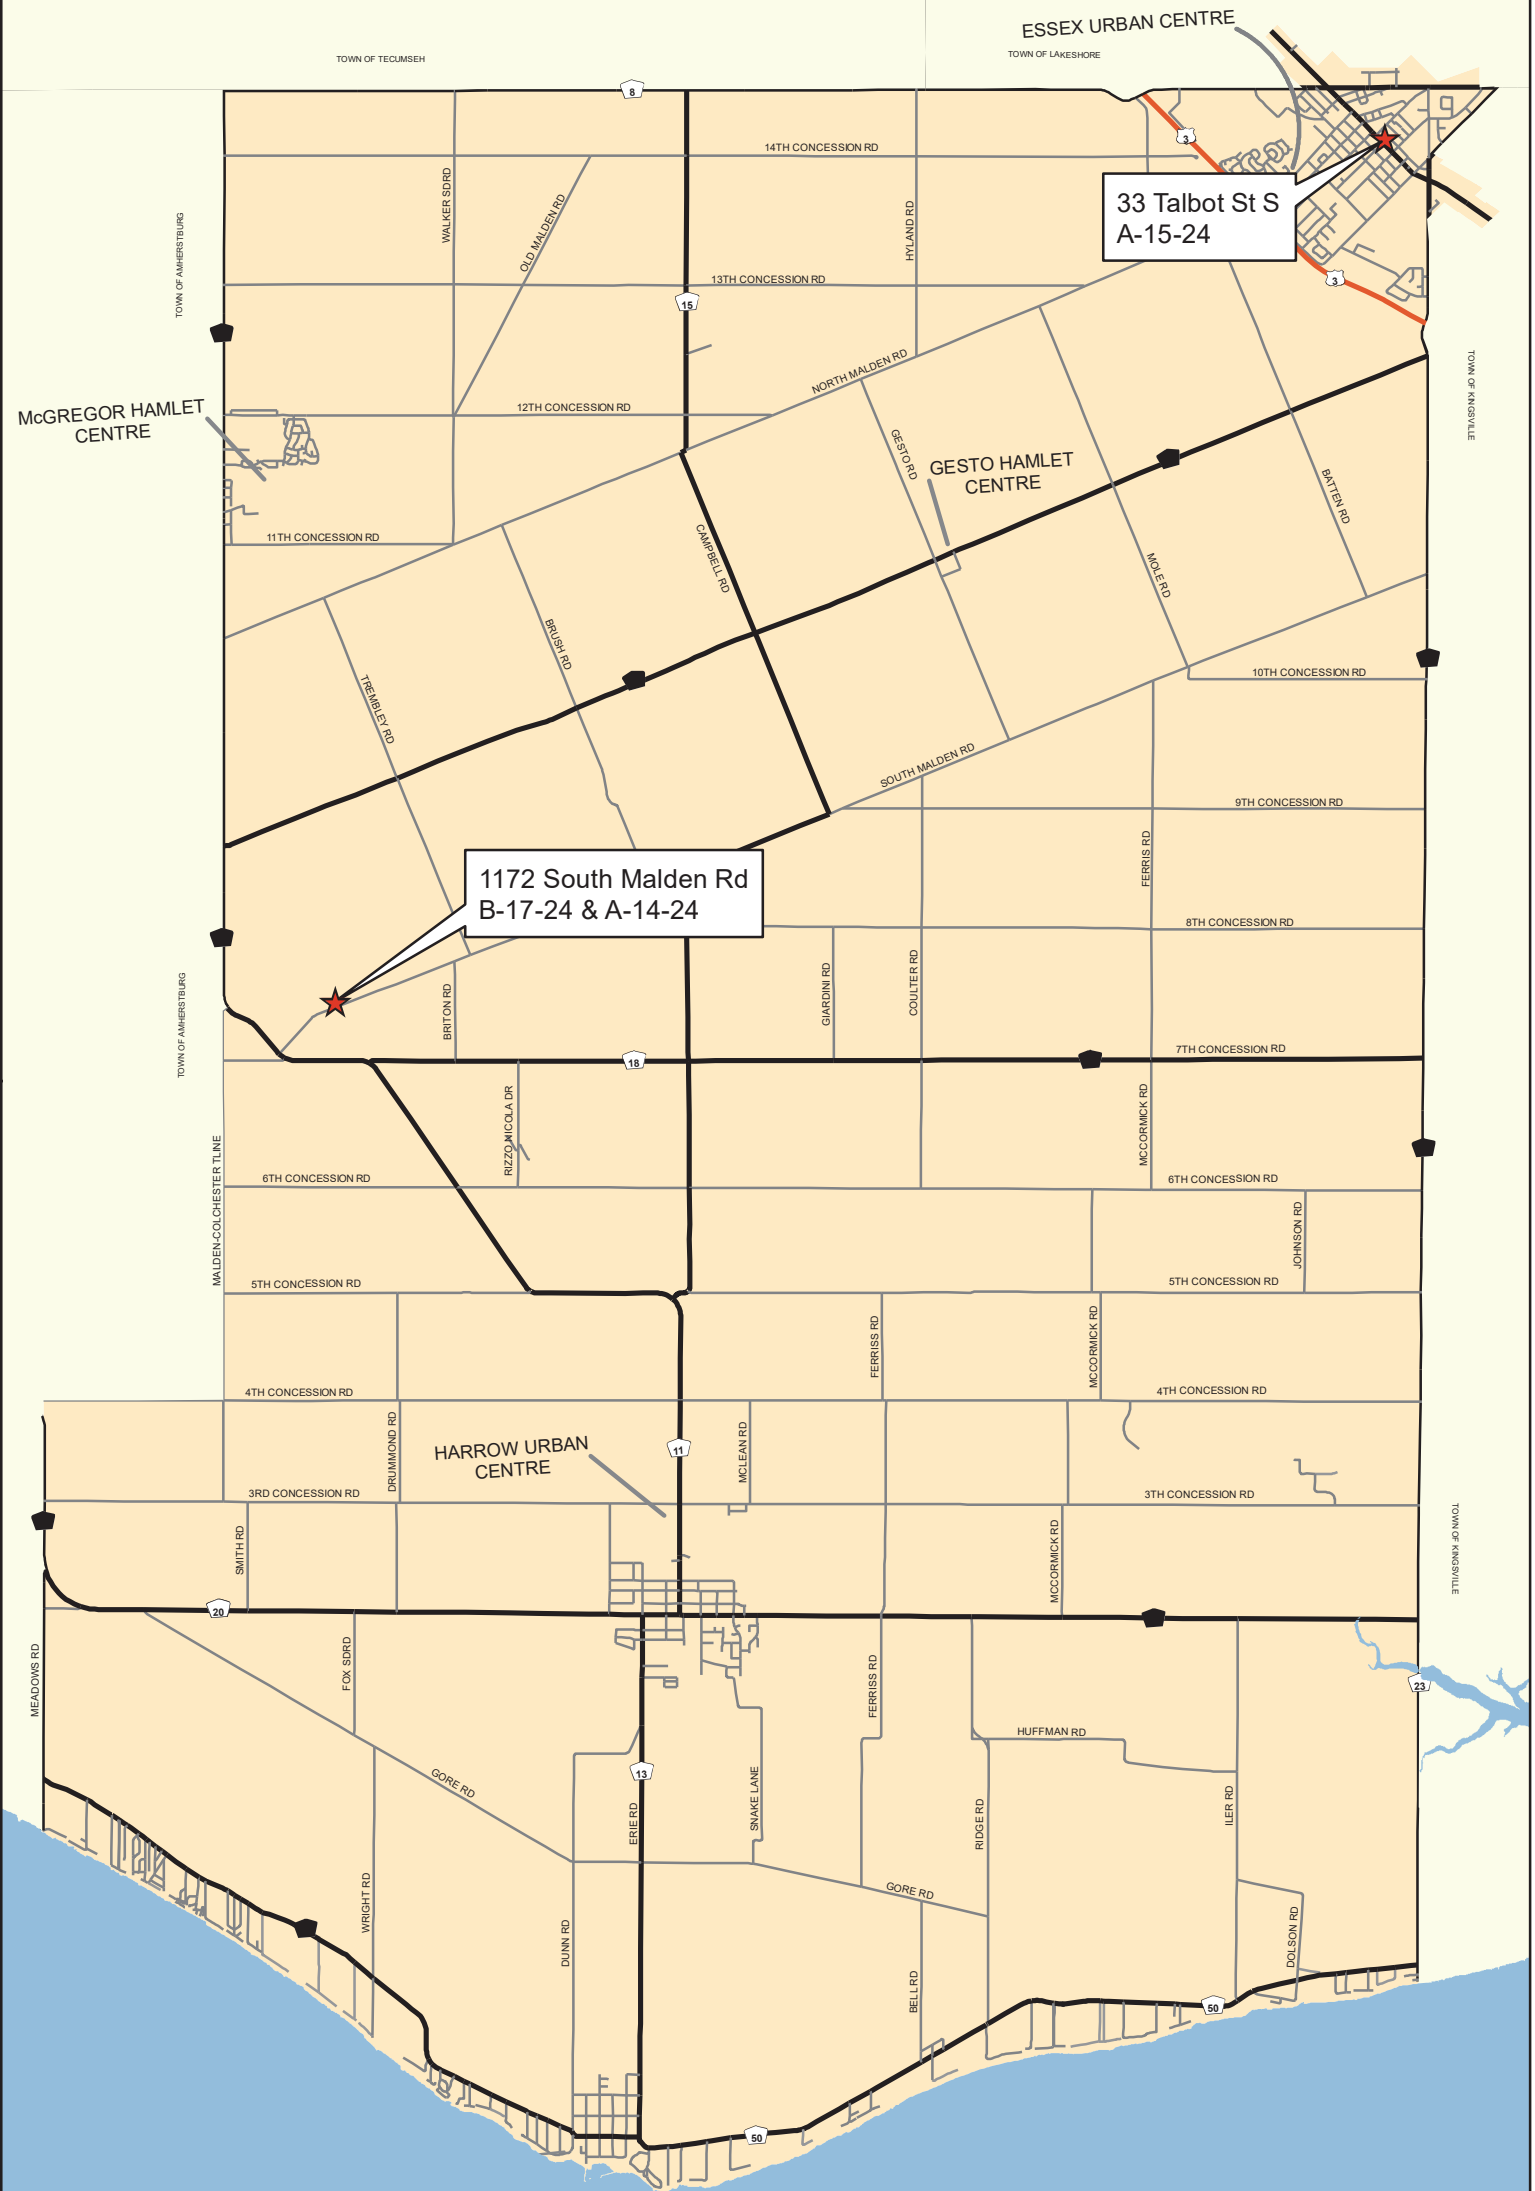 ESSEX URBAN CENTRE
TOWN OF TECUMSEH
TOWN OF LAKESHORE
8
3
14TH CONCESSION RD
WALKER SDRD
OLD MALDEN RD
HYLAND RD
33 Talbot St S
A-15-24
TOWN OF AMHERSTBURG
13TH CONCESSION RD
15
3
NORTH MALDEN RD
TOWN OF KINGSVILLE
McGREGOR HAMLET
CENTRE
12TH CONCESSION RD
GESTO RD
GESTO HAMLET
CENTRE
BATTEN RD
11TH CONCESSION RD
CAMPBELL RD
MOLE RD
BRUSH RD
TREMBLEY RD
10TH CONCESSION RD
SOUTH MALDEN RD
9TH CONCESSION RD
FERRIS RD
1172 South Malden Rd
B-17-24 & A-14-24
8TH CONCESSION RD
TOWN OF AMHERSTBURG
BRITON RD
GIARDINI RD
COULTER RD
7TH CONCESSION RD
18
RIZZO NICOLA DR
MCCORMICK RD
MALDEN-COLCHESTER TLINE
6TH CONCESSION RD
6TH CONCESSION RD
JOHNSON RD
5TH CONCESSION RD
5TH CONCESSION RD
FERRISS RD
MCCORMICK RD
4TH CONCESSION RD
4TH CONCESSION RD
DRUMMOND RD
HARROW URBAN
CENTRE
11
MCLEAN RD
3RD CONCESSION RD
3TH CONCESSION RD
SMITH RD
MCCORMICK RD
TOWN OF KINGSVILLE
20
MEADOWS RD
FOX SDRD
FERRISS RD
23
HUFFMAN RD
GORE RD
13
ERIE RD
SNAKE LANE
RIDGE RD
ILER RD
WRIGHT RD
GORE RD
DUNN RD
DOLSON RD
BELL RD
50
50